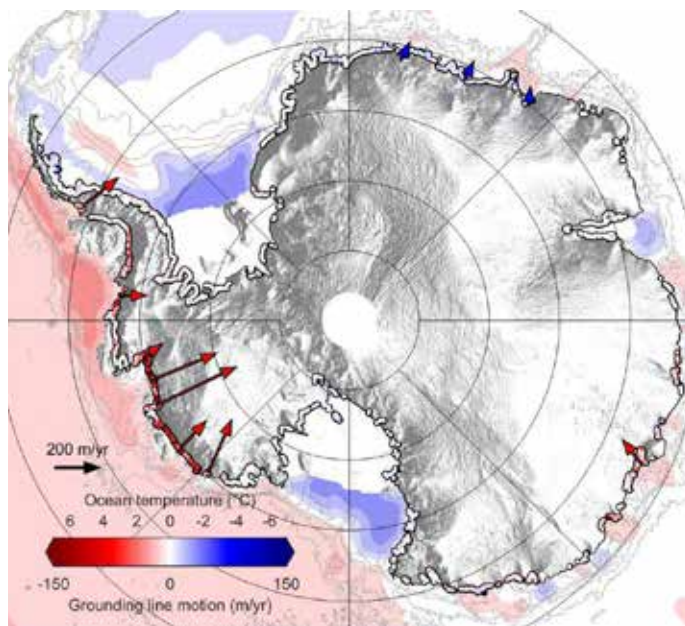 200 m/yr
Ocean temperature (°C)
6 4 2 0 -2 -4 -6
-150 0 150
Grounding line motion (m/yr)